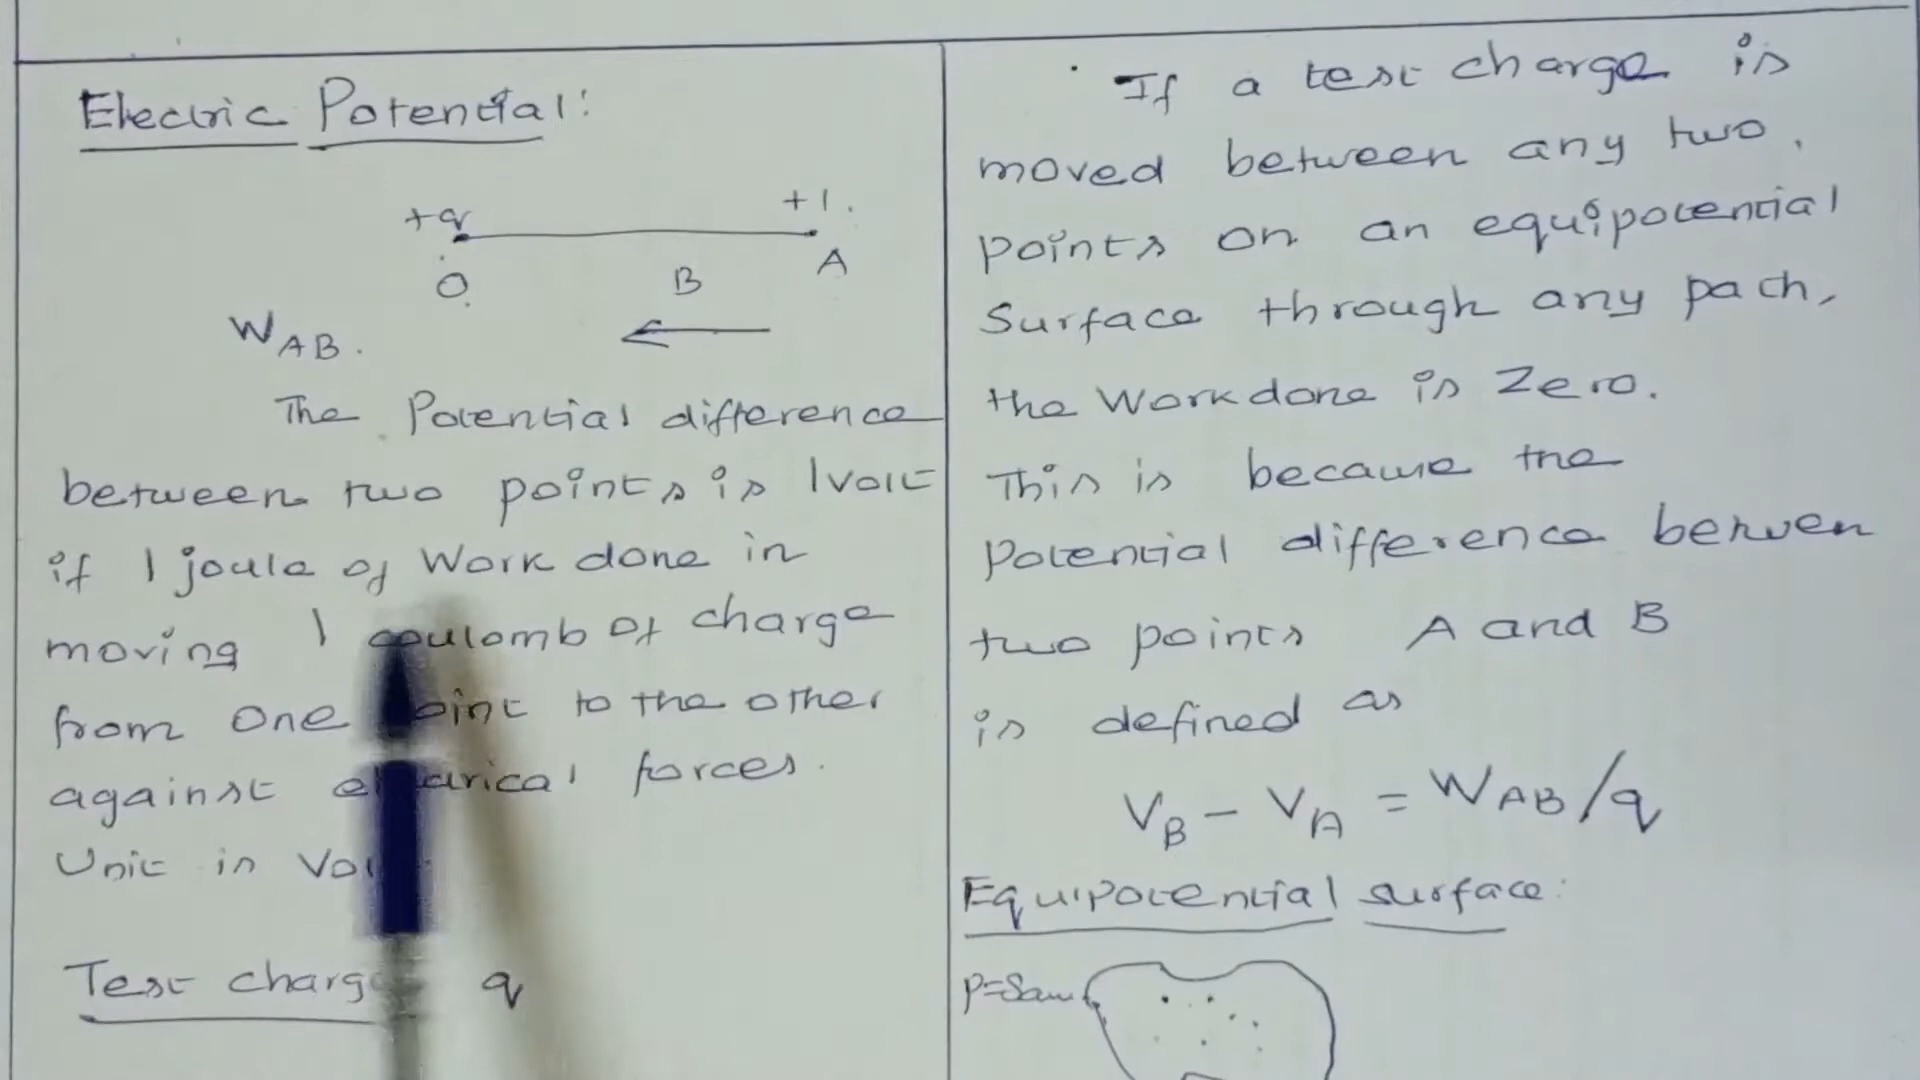 Electric Potential:
+q
+1.
O
B
A
WAB.
The Potential difference
between two points is 1volt
if 1 joule of Work done in
moving 1 coulomb of charge
from one point to the other
against forces.
Unit is
Test q
If a test charge is
moved between any two
points on an equipotential
Surface through any path,
the Workdone is Zero.
This is because the
Potential difference betwen
two points A and B
is defined as
VB - VA = WAB/q
Equipotential surface: